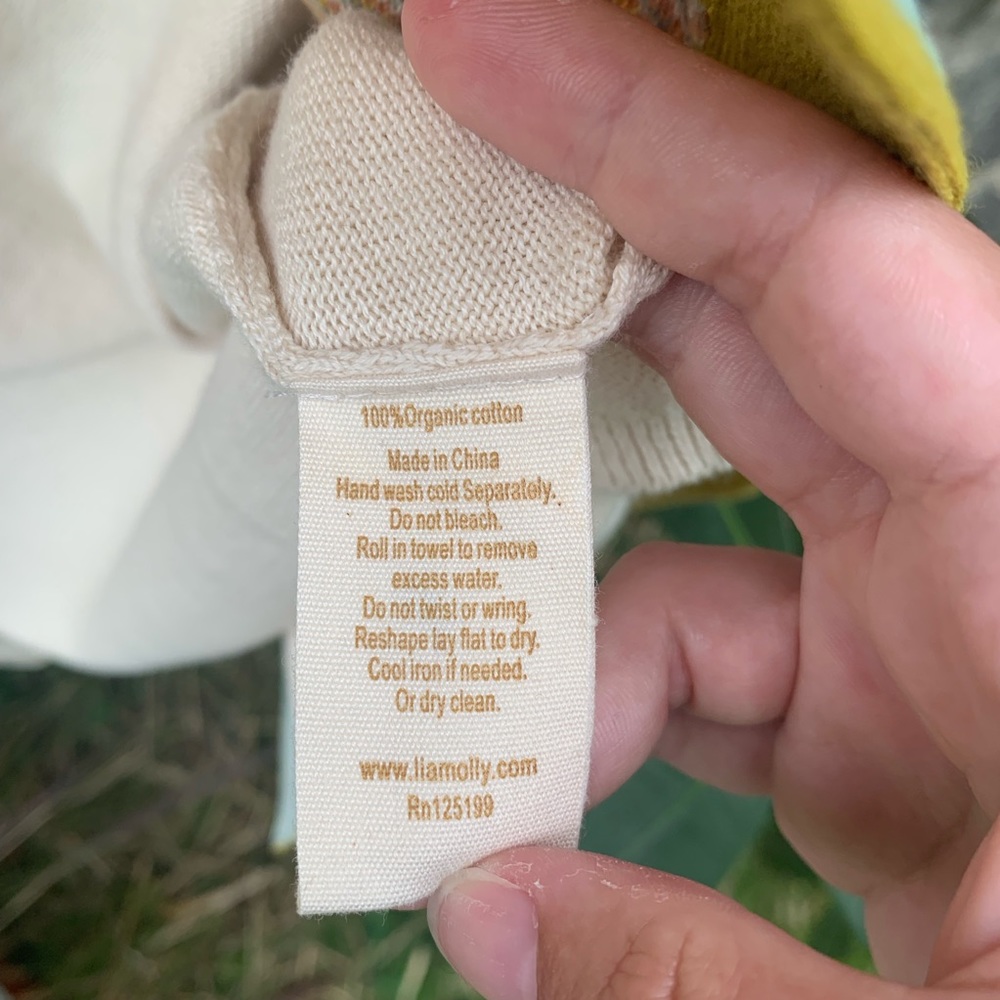 100%Organic cotton
Made in China
Hand wash cold Separately.
Do not bleach.
Roll in towel to remove
excess water.
Do not twist or wring.
Reshape lay flat to dry.
Cool iron if needed.
Or dry clean.
www.liamolly.com
Rn125199